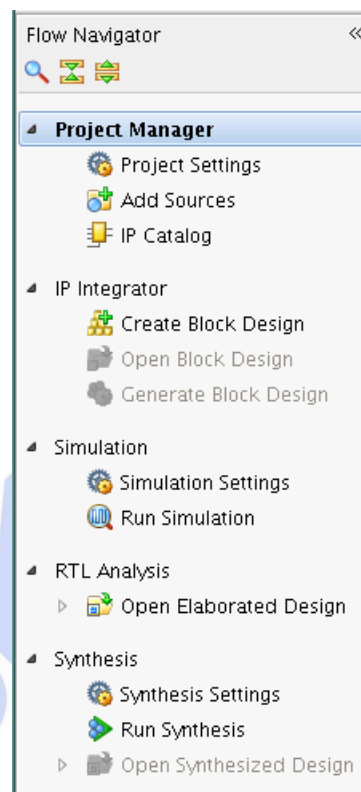 Flow Navigator
Project Manager
Project Settings
Add Sources
IP Catalog
IP Integrator
Create Block Design
Open Block Design
Generate Block Design
Simulation
Simulation Settings
Run Simulation
RTL Analysis
Open Elaborated Design
Synthesis
Synthesis Settings
Run Synthesis
Open Synthesized Design